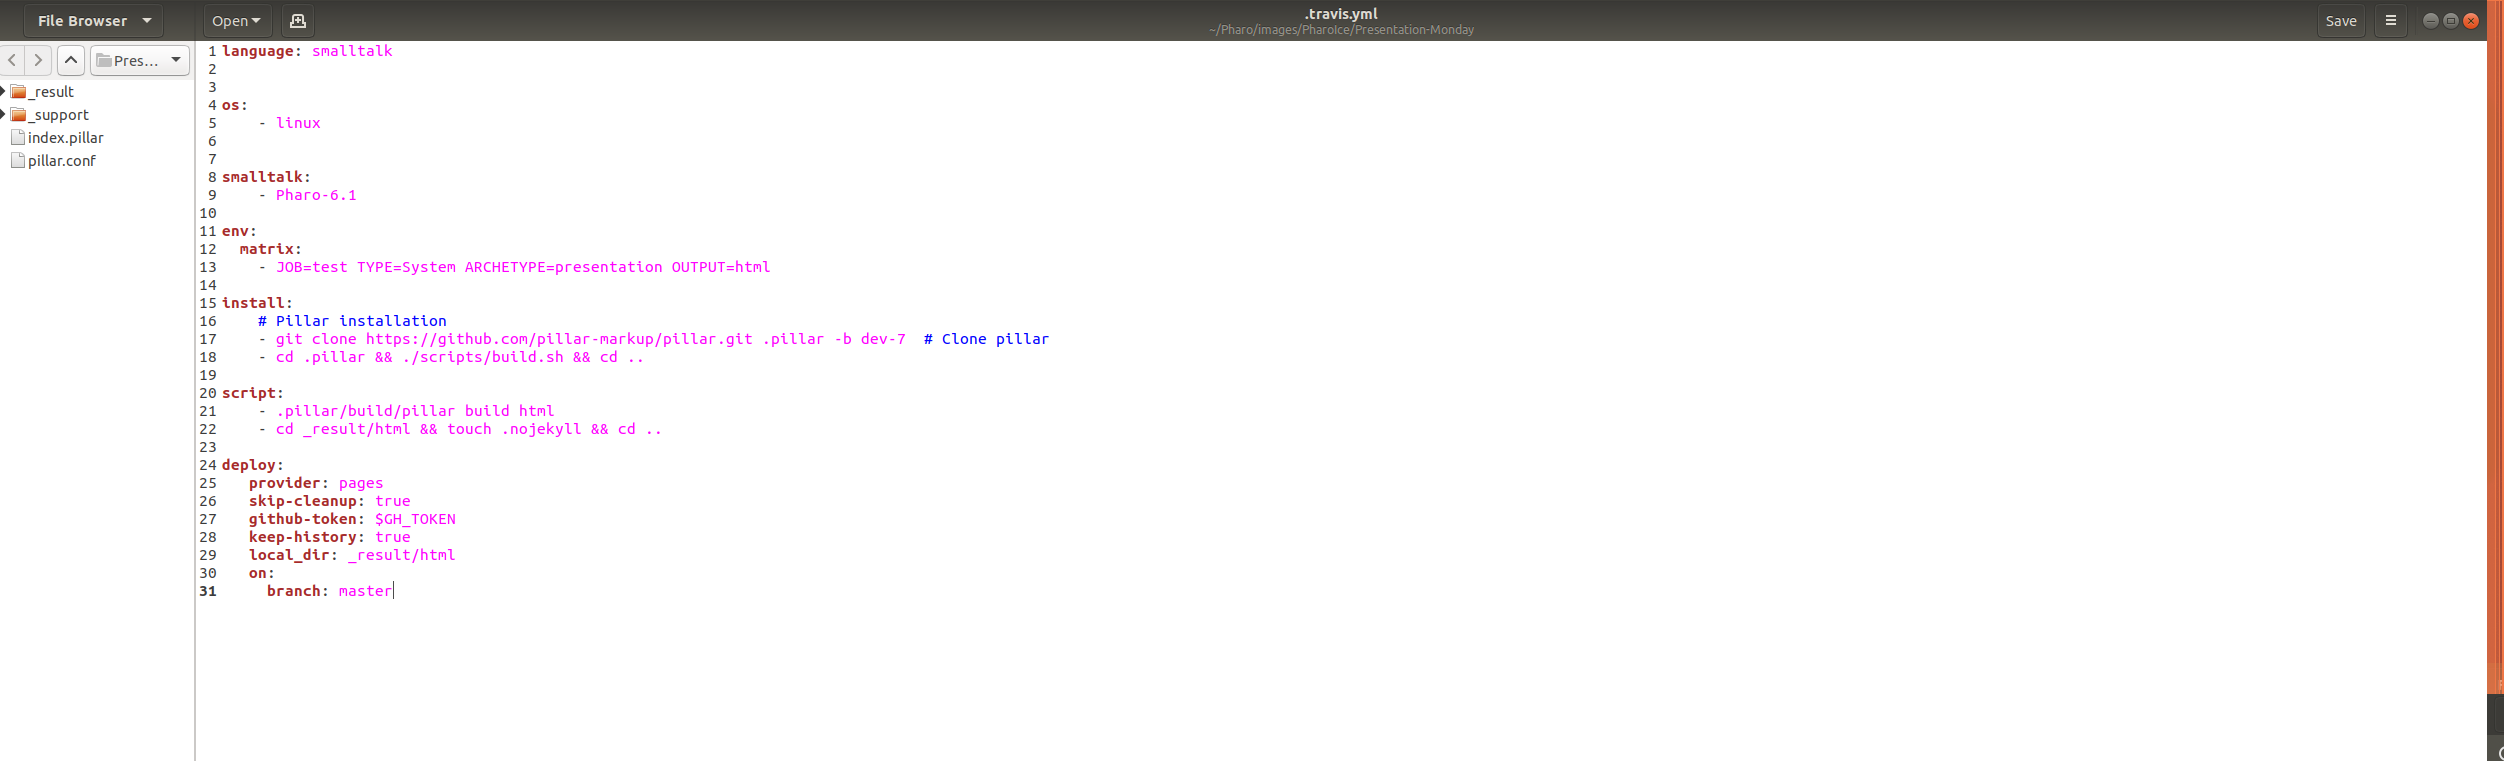 File Browser
Open
.travis.yml
~/Pharo/images/PharoIce/Presentation-Monday
Save
Pres...
_result
_support
index.pillar
pillar.conf
1 language: smalltalk
2
3
4 os:
5     - linux
6
7
8 smalltalk:
9     - Pharo-6.1
10
11 env:
12   matrix:
13     - JOB=test TYPE=System ARCHETYPE=presentation OUTPUT=html
14
15 install:
16     # Pillar installation
17     - git clone https://github.com/pillar-markup/pillar.git .pillar -b dev-7  # Clone pillar
18     - cd .pillar && ./scripts/build.sh && cd ..
19
20 script:
21     - .pillar/build/pillar build html
22     - cd _result/html && touch .nojekyll && cd ..
23
24 deploy:
25    provider: pages
26    skip-cleanup: true
27    github-token: $GH_TOKEN
28    keep-history: true
29    local_dir: _result/html
30    on:
31      branch: master